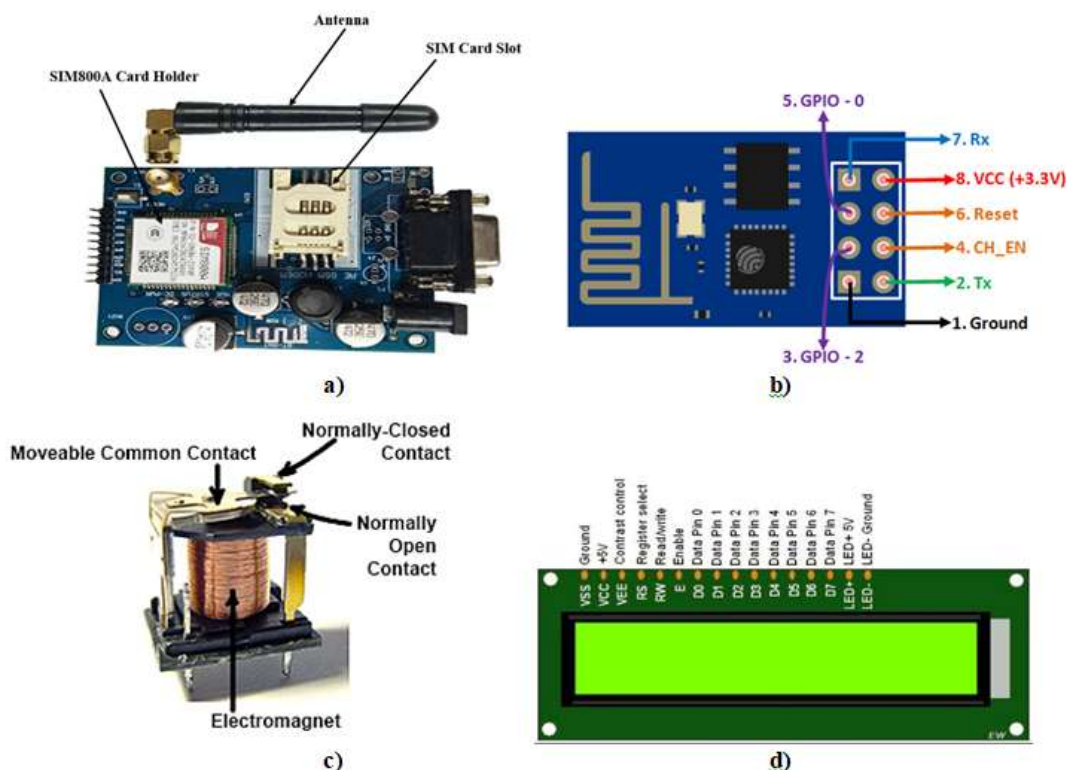 Antenna
SIM Card Slot
SIM800A Card Holder
SIM800A
a)
5. GPIO - 0
7. Rx
8. VCC (+3.3V)
6. Reset
4. CH_EN
2. Tx
1. Ground
3. GPIO - 2
b)
Normally-Closed
Contact
Moveable Common Contact
Normally
Open
Contact
Electromagnet
c)
Ground
+5V
Contrast control
Register select
Read/write
Enable
Data Pin 0
Data Pin 1
Data Pin 2
Data Pin 3
Data Pin 4
Data Pin 5
Data Pin 6
Data Pin 7
LED+ 5V
LED- Ground
VSS
VCC
VEE
RS
RW
E
D0
D1
D2
D3
D4
D5
D6
D7
LED+
LED-
EW
d)